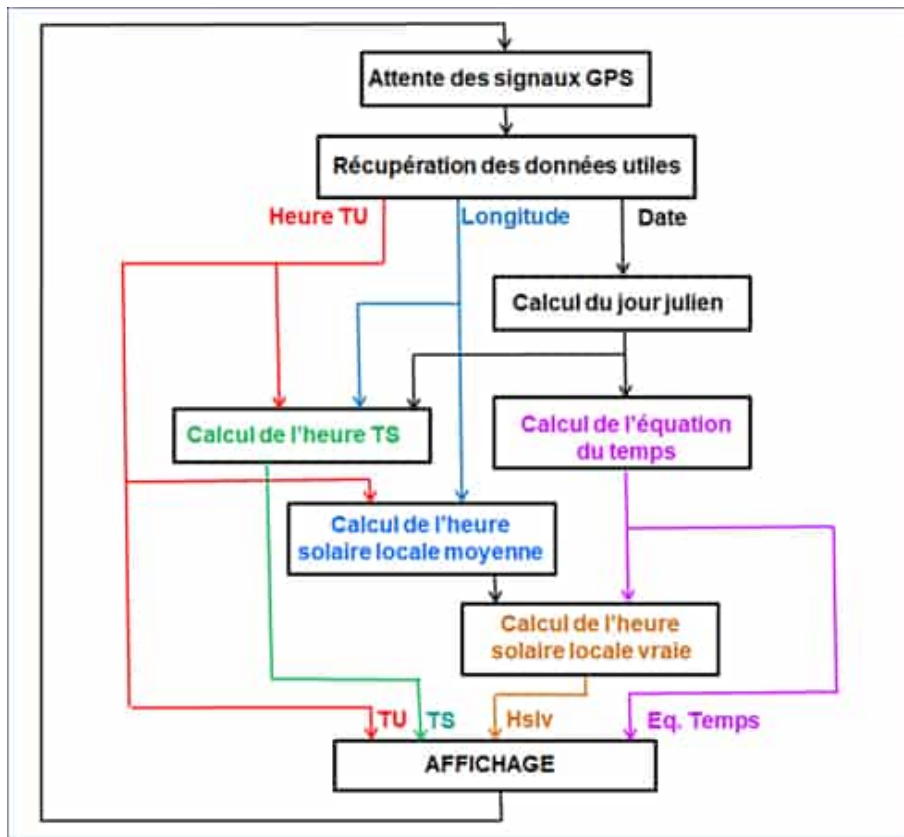 Attente des signaux GPS
Récupération des données utiles
Heure TU
Longitude
Date
Calcul du jour julien
Calcul de l'heure TS
Calcul de l'équation
du temps
Calcul de l'heure
solaire locale moyenne
Calcul de l'heure
solaire locale vraie
TU
TS
Hslv
Eq. Temps
AFFICHAGE